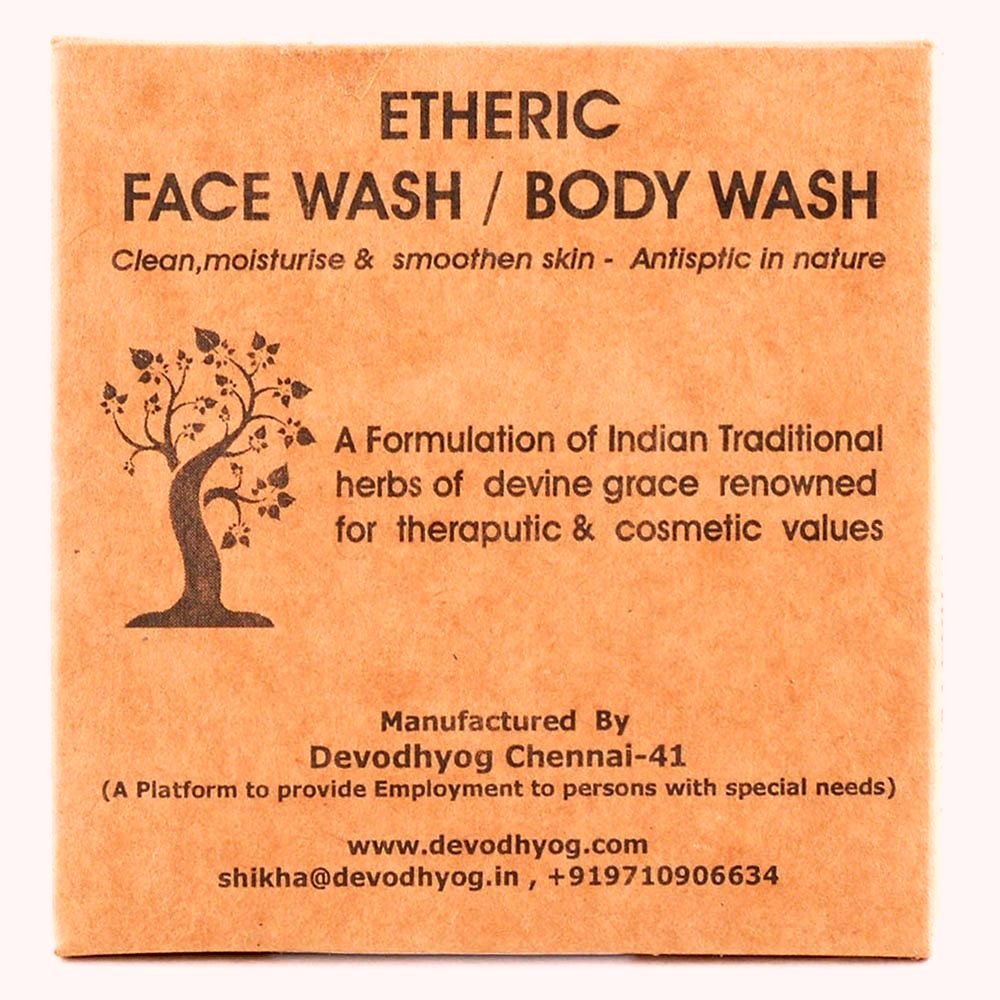 ETHERIC
FACE WASH / BODY WASH
Clean,moisturise & smoothen skin - Antisptic in nature
A Formulation of Indian Traditional
herbs of devine grace renowned
for theraputic & cosmetic values
Manufactured By
Devodhyog Chennai-41
(A Platform to provide Employment to persons with special needs)
www.devodhyog.com
shikha@devodhyog.in , +919710906634